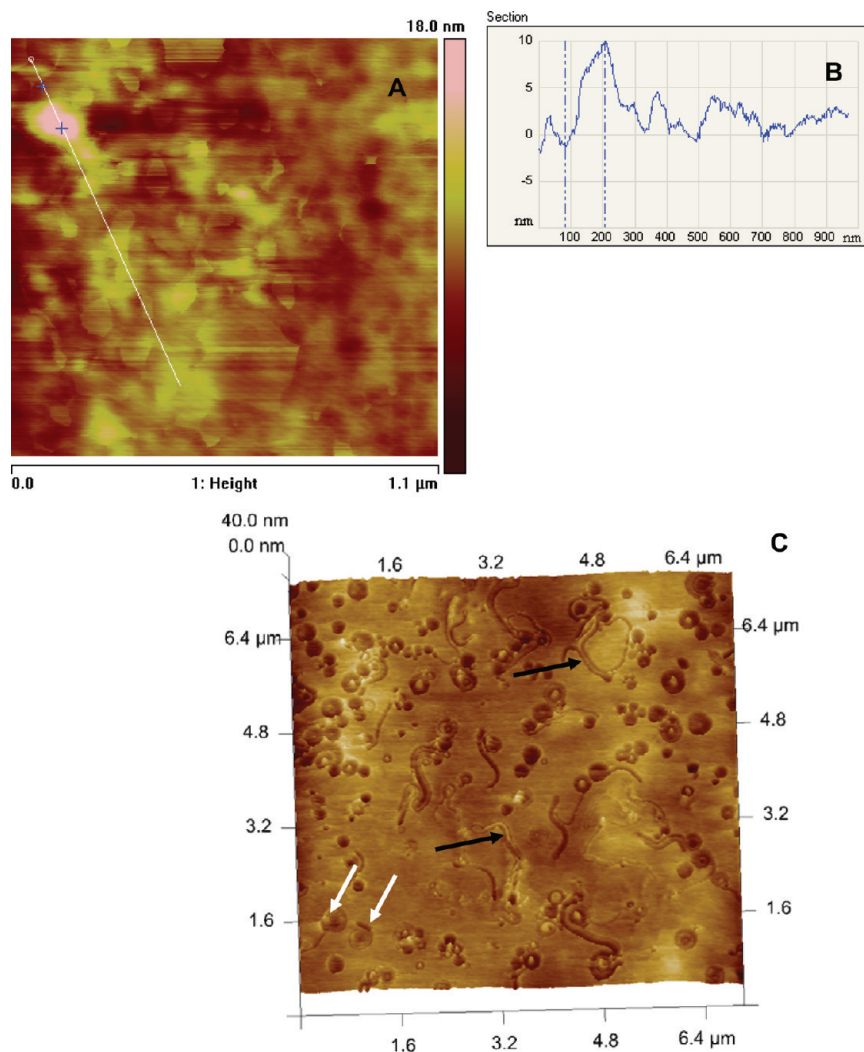 18.0 nm
A
0.0
1: Height
1.1 µm
Section
10
5
0
-5
nm
100 200 300 400 500 600 700 800 900
nm
B
C
40.0 nm
0.0 nm
1.6
3.2
4.8
6.4 µm
6.4 µm
4.8
3.2
1.6
6.4 µm
4.8
3.2
1.6
1.6
3.2
4.8
6.4 µm